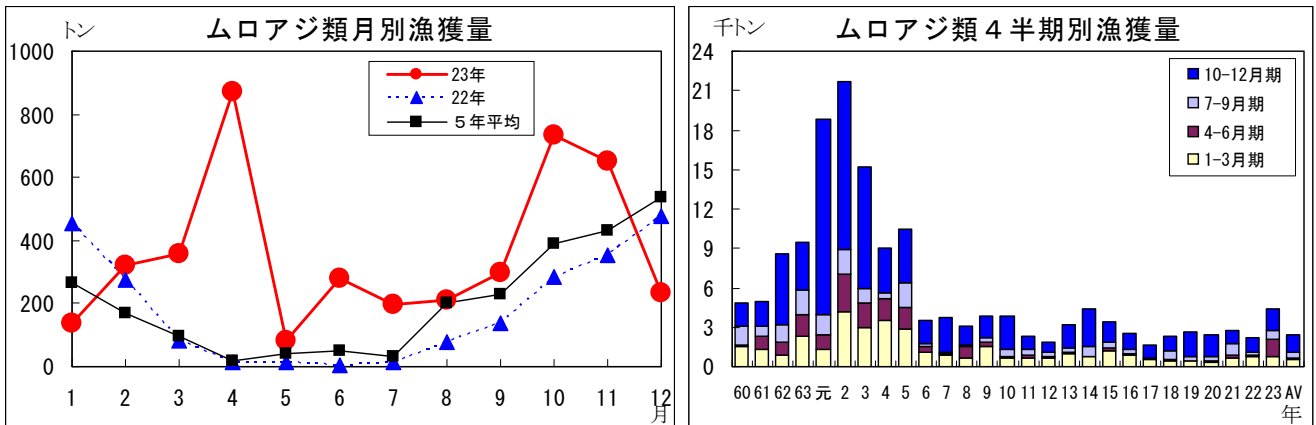 トン
ムロアジ類月別漁獲量
1000
800
600
400
200
0
23年
22年
５年平均
1 2 3 4 5 6 7 8 9 10 11 12
月
千トン
ムロアジ類４半期別漁獲量
24
21
18
15
12
9
6
3
0
10-12月期
7-9月期
4-6月期
1-3月期
60 61 62 63 元 2 3 4 5 6 7 8 9 10 11 12 13 14 15 16 17 18 19 20 21 22 23 AV
年